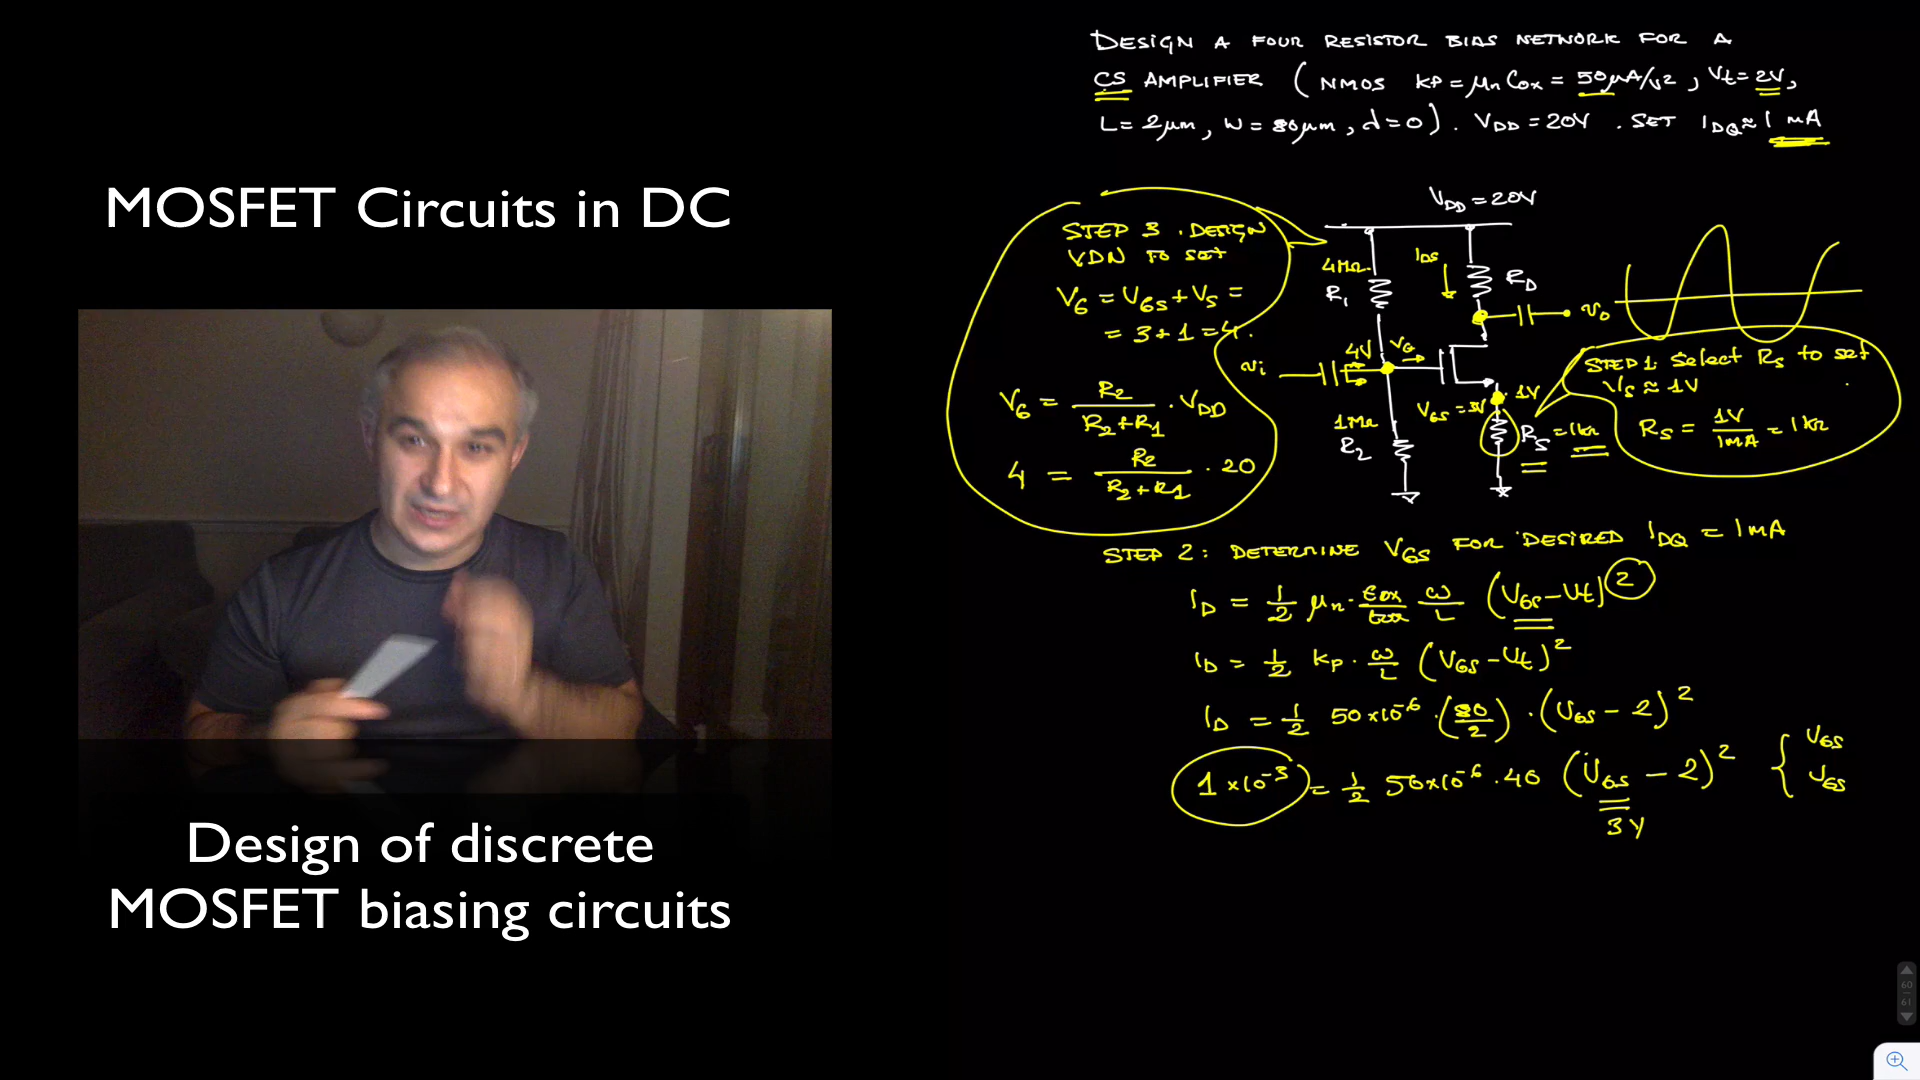 MOSFET Circuits in DC
Design of discrete
MOSFET biasing circuits
DESIGN A FOUR RESISTOR BIAS NETWORK FOR A
CS AMPLIFIER (NMOS KP = μn Cox = 50μA/V2, Vt = 2V,
L = 2μm, W = 80μm, d = 0). VDD = 20V. SET IDQ ≈ 1 mA
VDD = 20V
STEP 3. DESIGN
VDN TO SET
VG = VGS + VS =
= 3 + 1 = 4.
VG = R2 / (R2 + R1) · VDD
4 = R2 / (R2 + R1) · 20
4MΩ
R1
IDS
RD
vo
vi
4V
VG
1MΩ
R2
VGS = 3V
1V
RS = 1kΩ
STEP 1: Select RS to set
VS ≈ 1V
RS = 1V / 1mA = 1kΩ
STEP 2: DETERMINE VGS FOR DESIRED IDQ = 1mA
ID = 1/2 μn · εox/tox W/L (VGS - Vt)²
ID = 1/2 kp · W/L (VGS - Vt)²
ID = 1/2 50×10⁻⁶ · (80/2) · (VGS - 2)²
1×10⁻³ = 1/2 50×10⁻⁶ · 40 (VGS - 2)² { VGS
VGS
3V
60
61